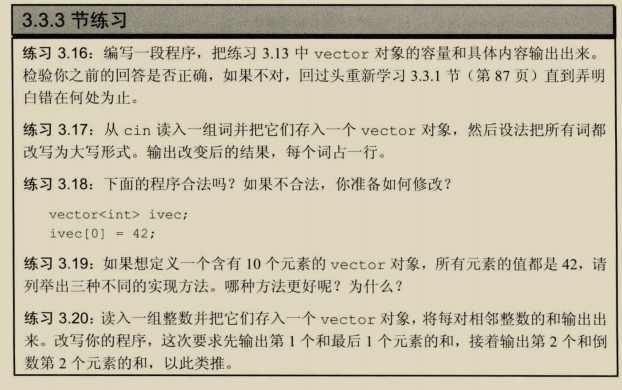 3.3.3 节练习
练习 3.16：编写一段程序，把练习 3.13 中 vector 对象的容量和具体内容输出出来。
检验你之前的回答是否正确，如果不对，回过头重新学习 3.3.1 节（第 87 页）直到弄明
白错在何处为止。
练习 3.17：从 cin 读入一组词并把它们存入一个 vector 对象，然后设法把所有词都
改写为大写形式。输出改变后的结果，每个词占一行。
练习 3.18：下面的程序合法吗？如果不合法，你准备如何修改？
vector<int> ivec;
ivec[0] = 42;
练习 3.19：如果想定义一个含有 10 个元素的 vector 对象，所有元素的值都是 42，请
列举出三种不同的实现方法。哪种方法更好呢？为什么？
练习 3.20：读入一组整数并把它们存入一个 vector 对象，将每对相邻整数的和输出出
来。改写你的程序，这次要求先输出第 1 个和最后 1 个元素的和，接着输出第 2 个和倒
数第 2 个元素的和，以此类推。